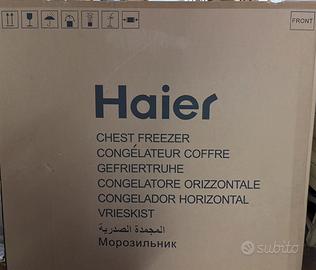 FRONT
Haier
CHEST FREEZER
CONGÉLATEUR COFFRE
GEFRIERTRUHE
CONGELATORE ORIZZONTALE
CONGELADOR HORIZONTAL
VRIESKIST
المجمدة الصدرية
Морозильник
subito